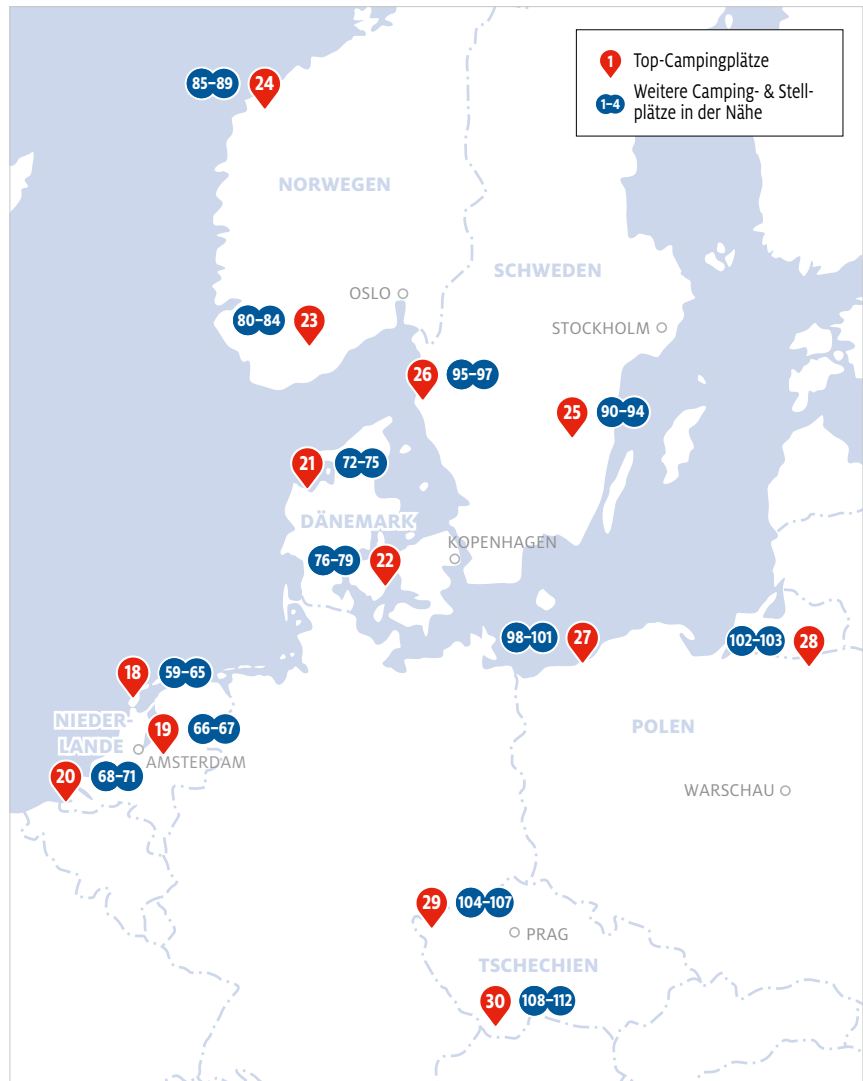 1 Top-Campingplätze
1–4 Weitere Camping- & Stell-
plätze in der Nähe
85–89 24
NORWEGEN
SCHWEDEN
OSLO
80–84 23
STOCKHOLM
26 95–97
25 90–94
21 72–75
DÄNEMARK
KOPENHAGEN
76–79 22
98–101 27
102–103 28
18 59–65
NIEDER-
LANDE
19 66–67
POLEN
AMSTERDAM
20 68–71
WARSCHAU
29 104–107
PRAG
TSCHECHIEN
30 108–112